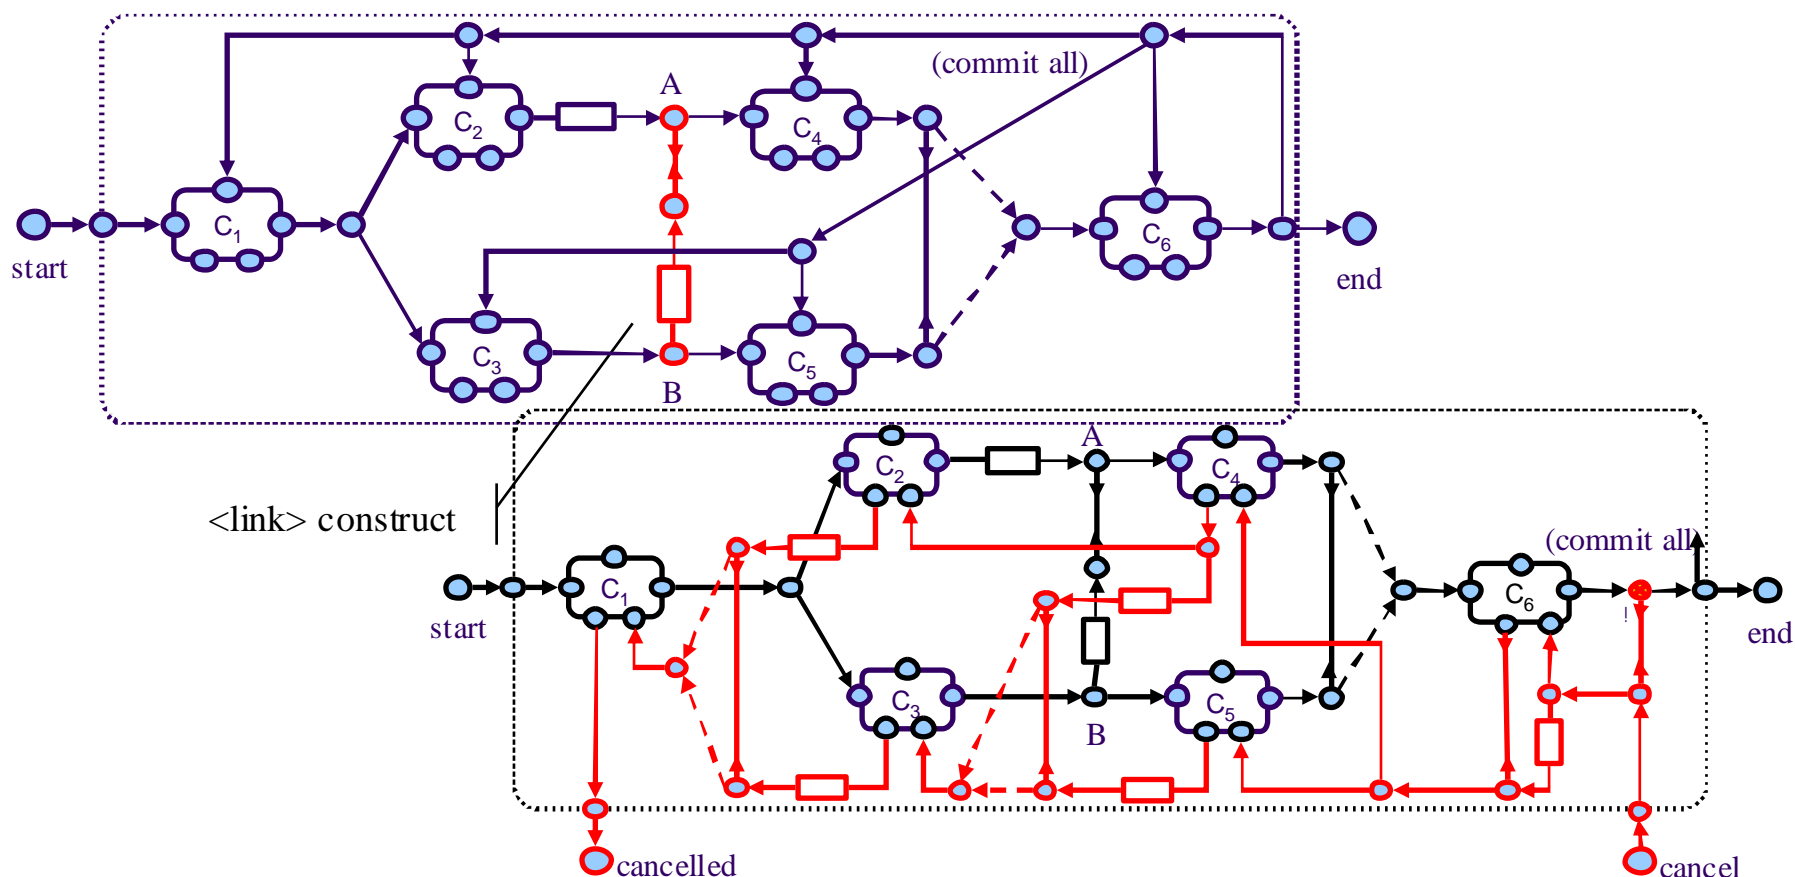 (commit all)
A
C2
C4
C1
C6
start
end
C3
C5
B
A
C2
C4
<link> construct
(commit all)
C1
C6
!
start
end
C3
C5
B
cancelled
cancel